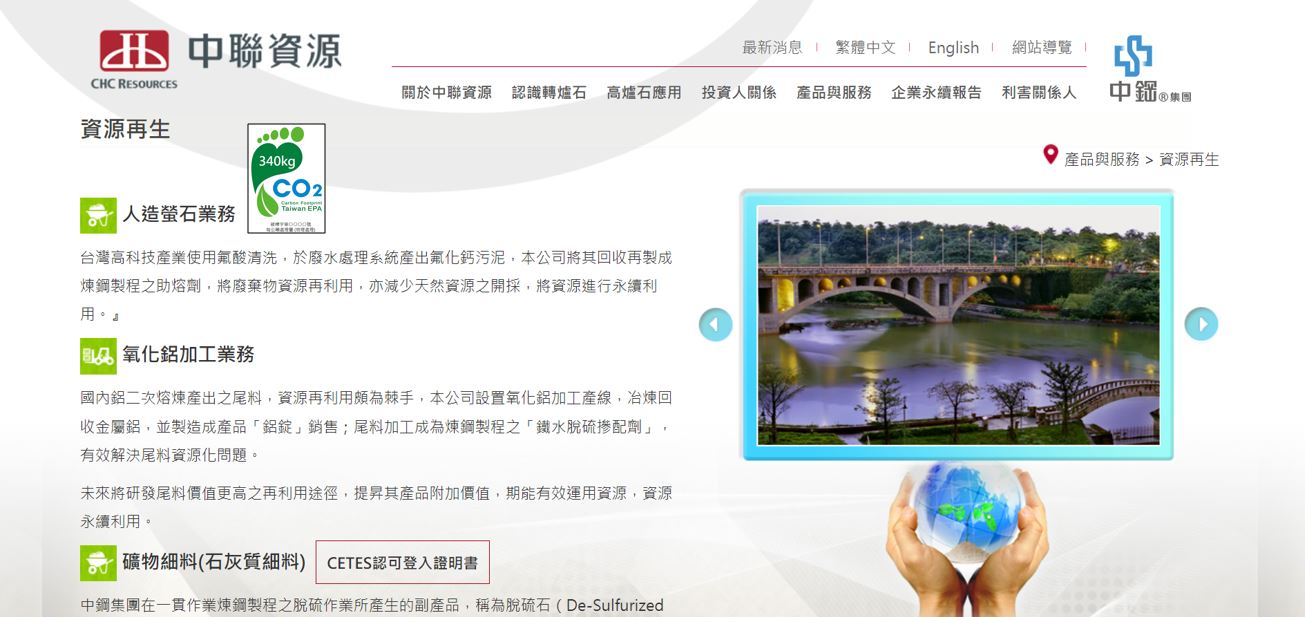 中聯資源
CHC RESOURCES
最新消息
繁體中文
English
網站導覽
關於中聯資源
認識轉爐石
高爐石應用
投資人關係
產品與服務
企業永續報告
利害關係人
中鋼®集團
資源再生
340kg
CO2
Carbon Footprint
Taiwan EPA
產品與服務 > 資源再生
人造螢石業務
台灣高科技產業使用氟酸清洗，於廢水處理系統產出氟化鈣污泥，本公司將其回收再製成
煉鋼製程之助熔劑，將廢棄物資源再利用，亦減少天然資源之開採，將資源進行永續利
用。』
氧化鋁加工業務
國內鋁二次熔煉產出之尾料，資源再利用頗為棘手，本公司設置氧化鋁加工產線，冶煉回
收金屬鋁，並製造成產品「鋁錠」銷售；尾料加工成為煉鋼製程之「鐵水脫硫摻配劑」，
有效解決尾料資源化問題。
未來將研發尾料價值更高之再利用途徑，提昇其產品附加價值，期能有效運用資源，資源
永續利用。
礦物細料(石灰質細料)
CETES認可登入證明書
中鋼集團在一貫作業煉鋼製程之脫硫作業所產生的副產品，稱為脫硫石（De-Sulfurized